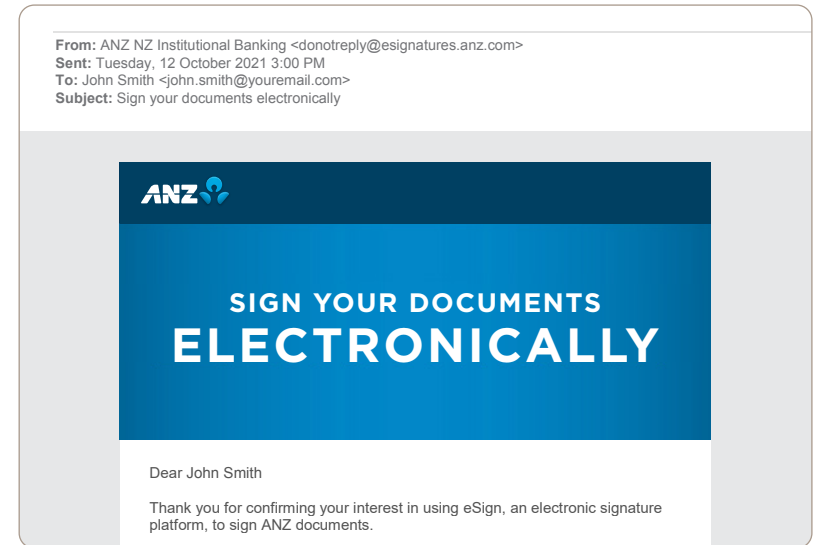 From: ANZ NZ Institutional Banking <donotreply@esignatures.anz.com>
Sent: Tuesday, 12 October 2021 3:00 PM
To: John Smith <john.smith@youremail.com>
Subject: Sign your documents electronically
ANZ
SIGN YOUR DOCUMENTS
ELECTRONICALLY
Dear John Smith
Thank you for confirming your interest in using eSign, an electronic signature
platform, to sign ANZ documents.